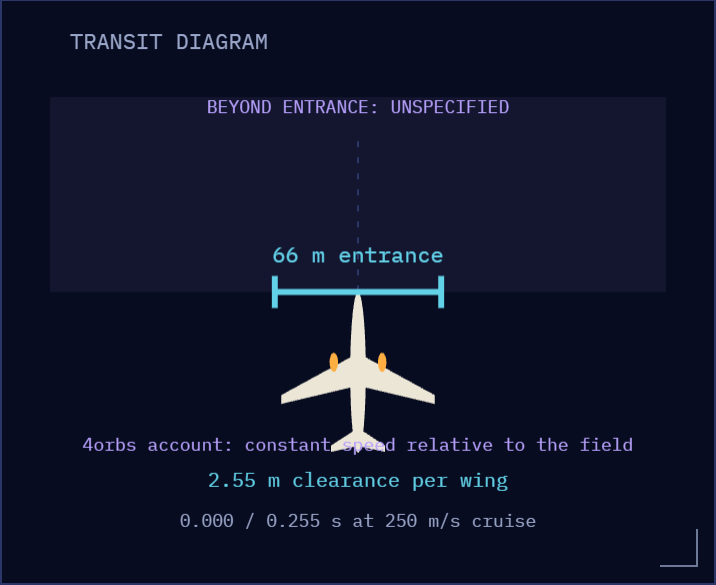 TRANSIT DIAGRAM
BEYOND ENTRANCE: UNSPECIFIED
66 m entrance
4orbs account: constant speed relative to the field
2.55 m clearance per wing
0.000 / 0.255 s at 250 m/s cruise